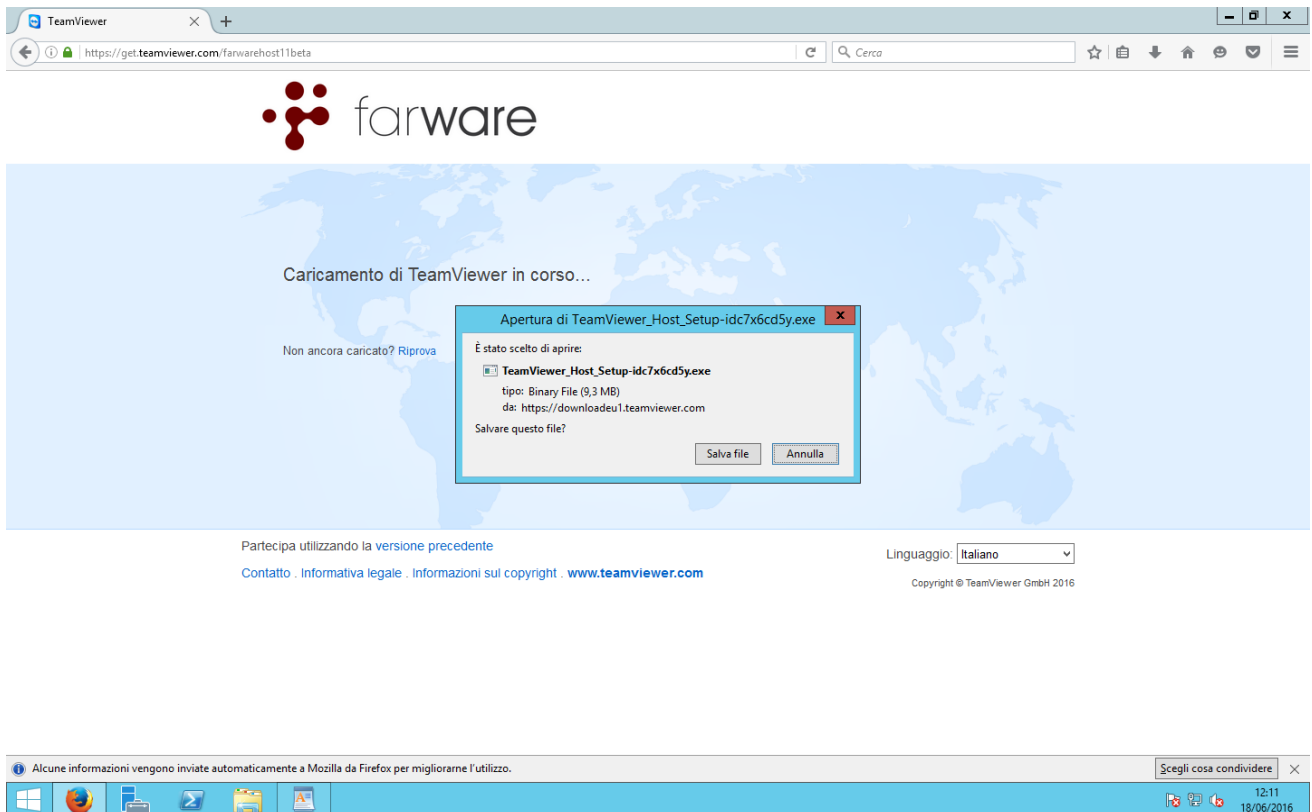 TeamViewer
https://get.teamviewer.com/farwarehost11beta
Cerca
farware
Caricamento di TeamViewer in corso...
Non ancora caricato? Riprova
Apertura di TeamViewer_Host_Setup-idc7x6cd5y.exe
È stato scelto di aprire:
TeamViewer_Host_Setup-idc7x6cd5y.exe
tipo: Binary File (9,3 MB)
da: https://downloadeu1.teamviewer.com
Salvare questo file?
Salva file
Annulla
Partecipa utilizzando la versione precedente
Contatto . Informativa legale . Informazioni sul copyright . www.teamviewer.com
Linguaggio: Italiano
Copyright © TeamViewer GmbH 2016
Alcune informazioni vengono inviate automaticamente a Mozilla da Firefox per migliorarne l'utilizzo.
Scegli cosa condividere
12:11
18/06/2016